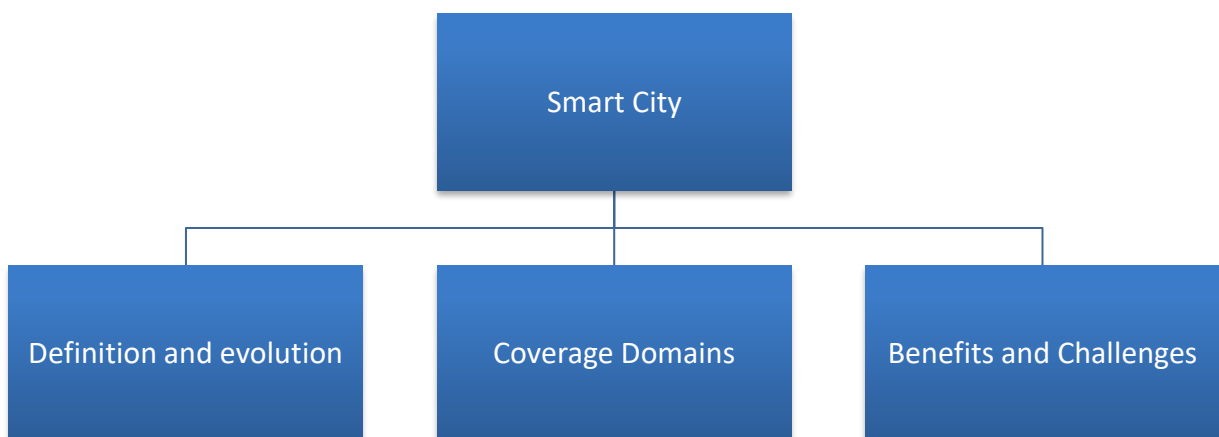 Smart City
Definition and evolution
Coverage Domains
Benefits and Challenges